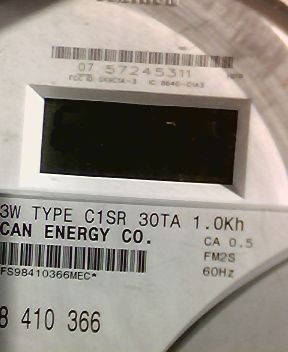 07 57245311
3W TYPE C1SR 30TA 1.0Kh
CAN ENERGY CO.
CA 0.5
FM2S
60Hz
FS98410366MEC*
8 410 366